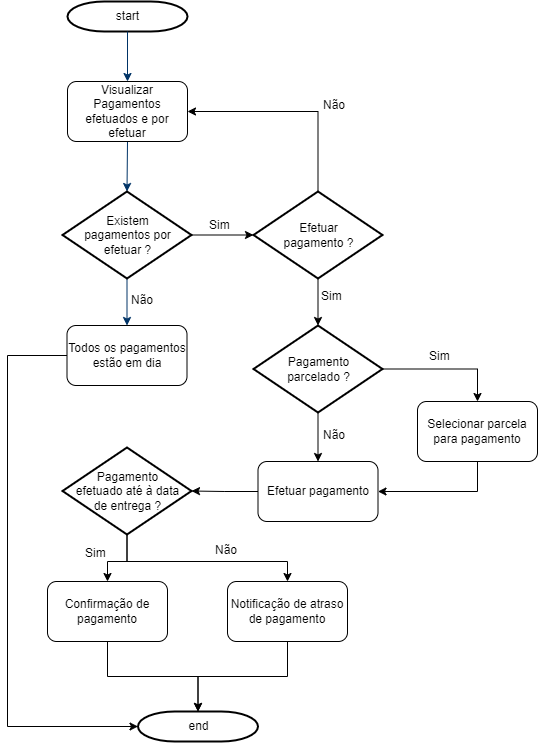 start
Visualizar
Pagamentos
efetuados e por
efetuar
Não
Existem
pagamentos por
efetuar ?
Sim
Efetuar
pagamento ?
Não
Sim
Todos os pagamentos
estão em dia
Pagamento
parcelado ?
Sim
Selecionar parcela
para pagamento
Não
Pagamento
efetuado até à data
de entrega ?
Efetuar pagamento
Sim
Não
Confirmação de
pagamento
Notificação de atraso
de pagamento
end